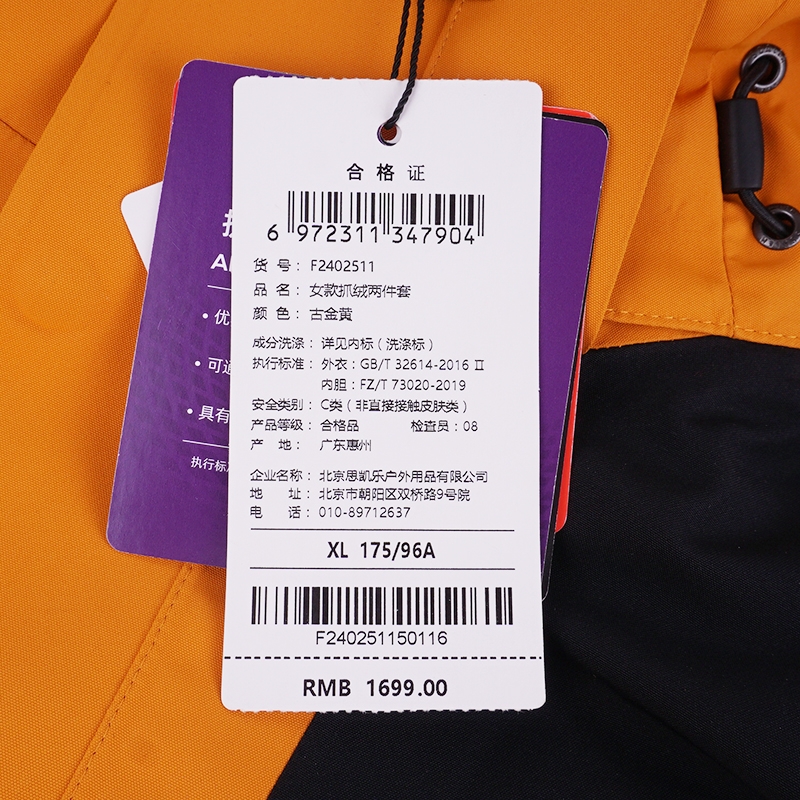 合格证
6 972311 347904
货 号： F2402511
品 名： 女款抓绒两件套
颜 色： 古金黄
成分洗涤： 详见内标（洗涤标）
执行标准： 外衣：GB/T 32614-2016 Ⅱ
内胆：FZ/T 73020-2019
安全类别： C类（非直接接触皮肤类）
产品等级： 合格品 检查员：08
产 地： 广东惠州
企业名称： 北京思凯乐户外用品有限公司
地 址： 北京市朝阳区双桥路9号院
电 话： 010-89712637
XL 175/96A
F240251150116
RMB 1699.00
• 优
• 可
• 具有
执行标